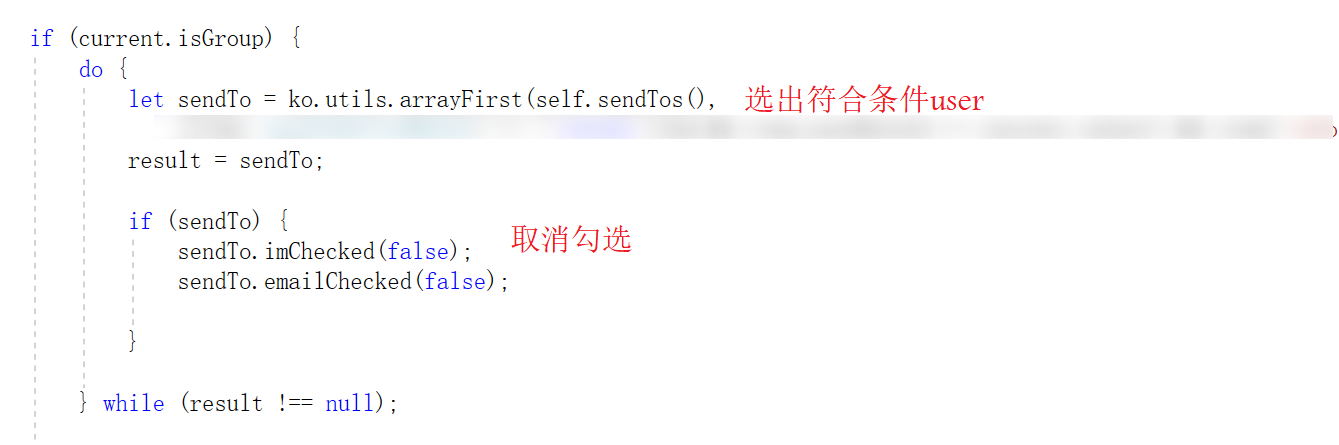 if (current.isGroup) {
do {
let sendTo = ko.utils.arrayFirst(self.sendTos(), 选出符合条件user
result = sendTo;
if (sendTo) {
sendTo.imChecked(false); 取消勾选
sendTo.emailChecked(false);
}
} while (result !== null);